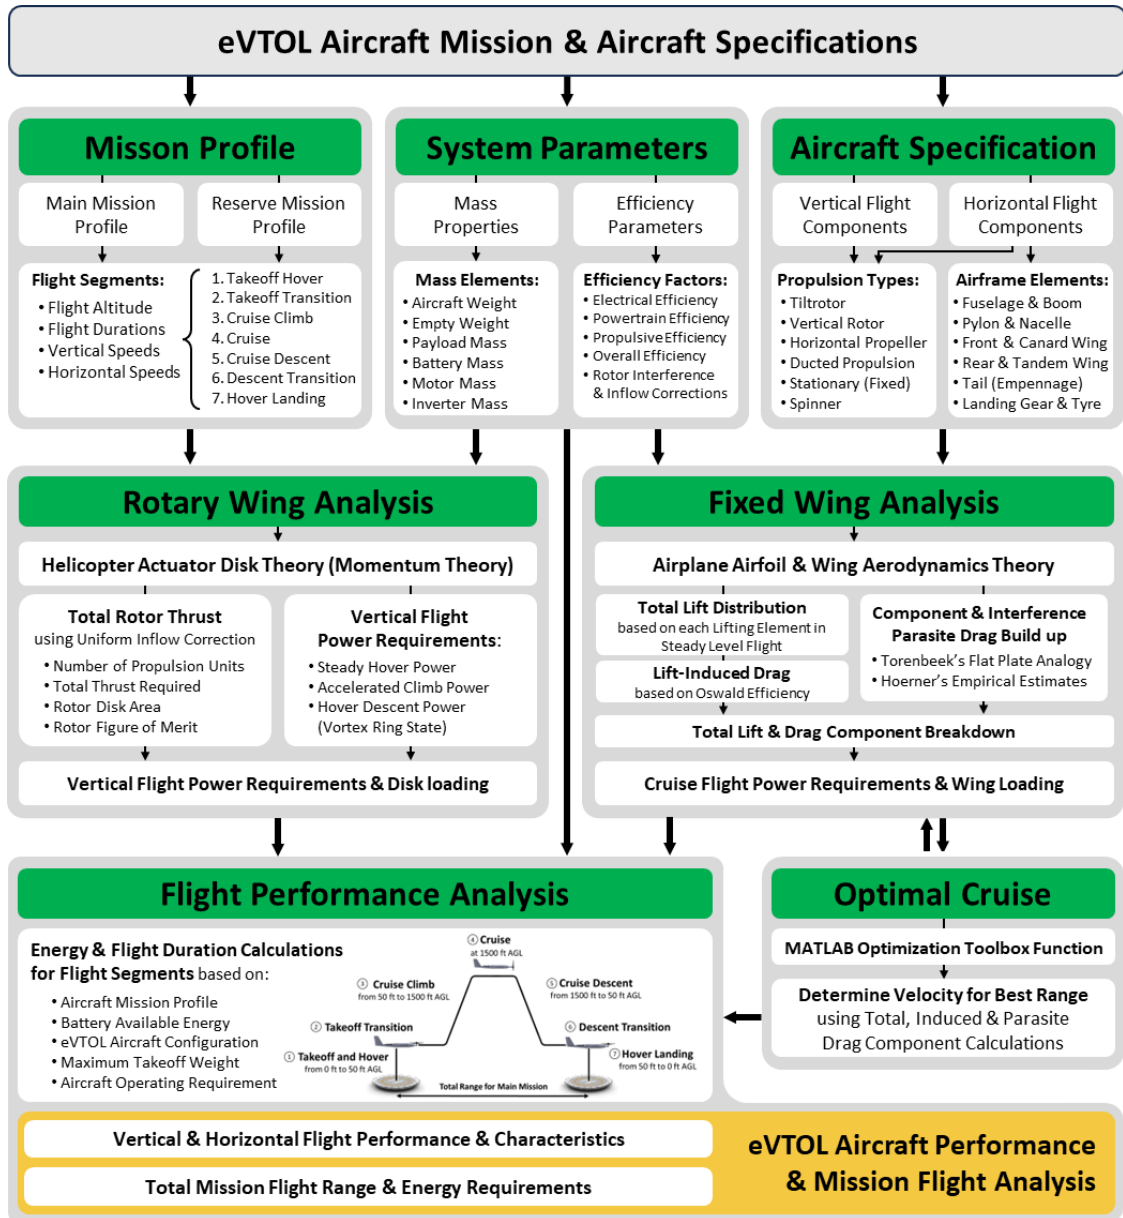 eVTOL Aircraft Mission & Aircraft Specifications
Misson Profile
Main Mission
Profile
Reserve Mission
Profile
Flight Segments:
• Flight Altitude
• Flight Durations
• Vertical Speeds
• Horizontal Speeds
1. Takeoff Hover
2. Takeoff Transition
3. Cruise Climb
4. Cruise
5. Cruise Descent
6. Descent Transition
7. Hover Landing
System Parameters
Mass
Properties
Efficiency
Parameters
Mass Elements:
• Aircraft Weight
• Empty Weight
• Payload Mass
• Battery Mass
• Motor Mass
• Inverter Mass
Efficiency Factors:
• Electrical Efficiency
• Powertrain Efficiency
• Propulsive Efficiency
• Overall Efficiency
• Rotor Interference
& Inflow Corrections
Aircraft Specification
Vertical Flight
Components
Horizontal Flight
Components
Propulsion Types:
• Tiltrotor
• Vertical Rotor
• Horizontal Propeller
• Ducted Propulsion
• Stationary (Fixed)
• Spinner
Airframe Elements:
• Fuselage & Boom
• Pylon & Nacelle
• Front & Canard Wing
• Rear & Tandem Wing
• Tail (Empennage)
• Landing Gear & Tyre
Rotary Wing Analysis
Helicopter Actuator Disk Theory (Momentum Theory)
Total Rotor Thrust
using Uniform Inflow Correction
• Number of Propulsion Units
• Total Thrust Required
• Rotor Disk Area
• Rotor Figure of Merit
Vertical Flight
Power Requirements:
• Steady Hover Power
• Accelerated Climb Power
• Hover Descent Power
(Vortex Ring State)
Vertical Flight Power Requirements & Disk loading
Fixed Wing Analysis
Airplane Airfoil & Wing Aerodynamics Theory
Total Lift Distribution
based on each Lifting Element in
Steady Level Flight
Lift-Induced Drag
based on Oswald Efficiency
Component & Interference
Parasite Drag Build up
• Torenbeek's Flat Plate Analogy
• Hoerner's Empirical Estimates
Total Lift & Drag Component Breakdown
Cruise Flight Power Requirements & Wing Loading
Flight Performance Analysis
Energy & Flight Duration Calculations
for Flight Segments based on:
• Aircraft Mission Profile
• Battery Available Energy
• eVTOL Aircraft Configuration
• Maximum Takeoff Weight
• Aircraft Operating Requirement
④ Cruise
at 1500 ft AGL
③ Cruise Climb
from 50 ft to 1500 ft AGL
⑤ Cruise Descent
from 1500 ft to 50 ft AGL
② Takeoff Transition
⑥ Descent Transition
① Takeoff and Hover
from 0 ft to 50 ft AGL
⑦ Hover Landing
from 50 ft to 0 ft AGL
Total Range for Main Mission
Optimal Cruise
MATLAB Optimization Toolbox Function
Determine Velocity for Best Range
using Total, Induced & Parasite
Drag Component Calculations
Vertical & Horizontal Flight Performance & Characteristics
Total Mission Flight Range & Energy Requirements
eVTOL Aircraft Performance
& Mission Flight Analysis